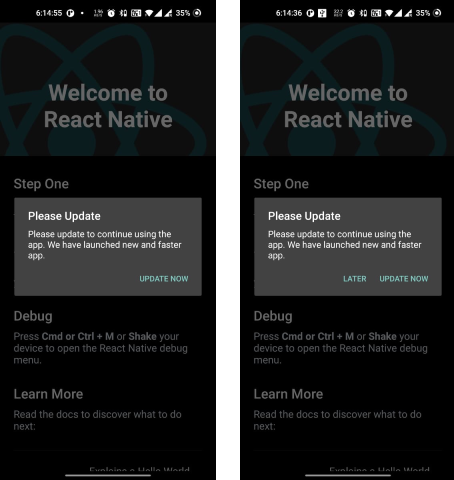 6:14:55 35%
Welcome to
React Native
Step One
Please Update
Please update to continue using the
app. We have launched new and faster
app.
UPDATE NOW
Debug
Press Cmd or Ctrl + M or Shake your
device to open the React Native debug
menu.
Learn More
Read the docs to discover what to do
next:
6:14:36 35%
Welcome to
React Native
Step One
Please Update
Please update to continue using the
app. We have launched new and faster
app.
LATER UPDATE NOW
Debug
Press Cmd or Ctrl + M or Shake your
device to open the React Native debug
menu.
Learn More
Read the docs to discover what to do
next: